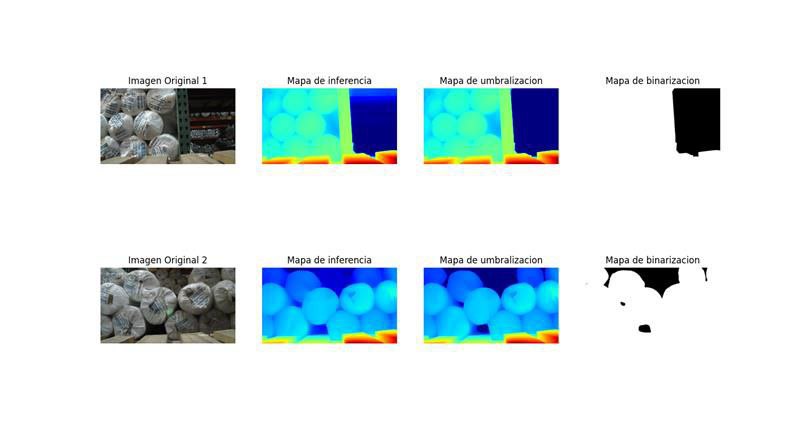 Imagen Original 1
Mapa de inferencia
Mapa de umbralizacion
Mapa de binarizacion
Imagen Original 2
Mapa de inferencia
Mapa de umbralizacion
Mapa de binarizacion